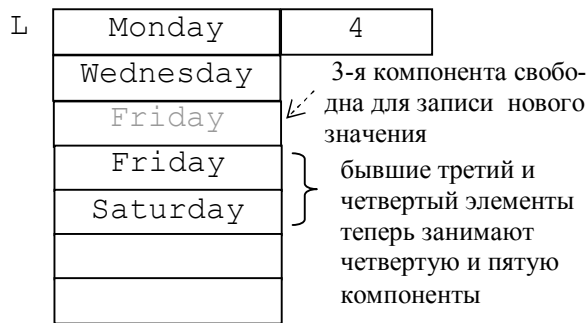 L Monday 4
Wednesday
Friday
Friday
Saturday
3-я компонента свобо-
дна для записи нового
значения
бывшие третий и
четвертый элементы
теперь занимают
четвертую и пятую
компоненты